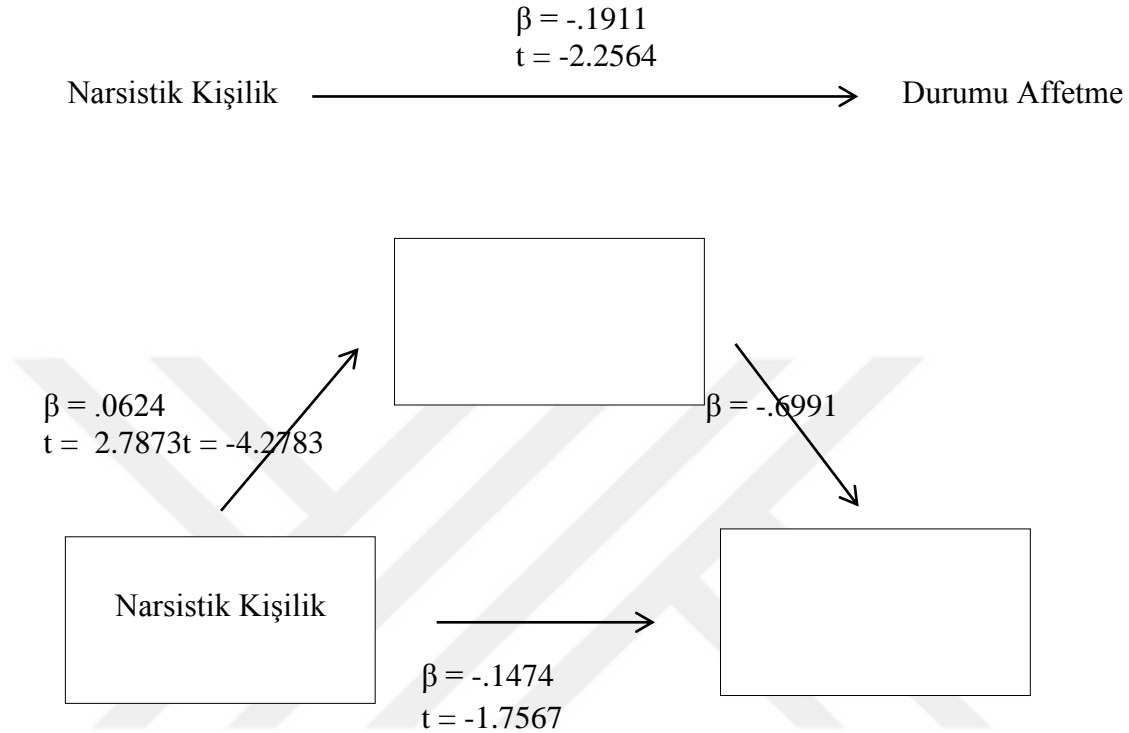 β = -.1911
t = -2.2564
Narsistik Kişilik
Durumu Affetme
β = .0624
β = -.6991
t = 2.7873t = -4.2783
Narsistik Kişilik
β = -.1474
t = -1.7567